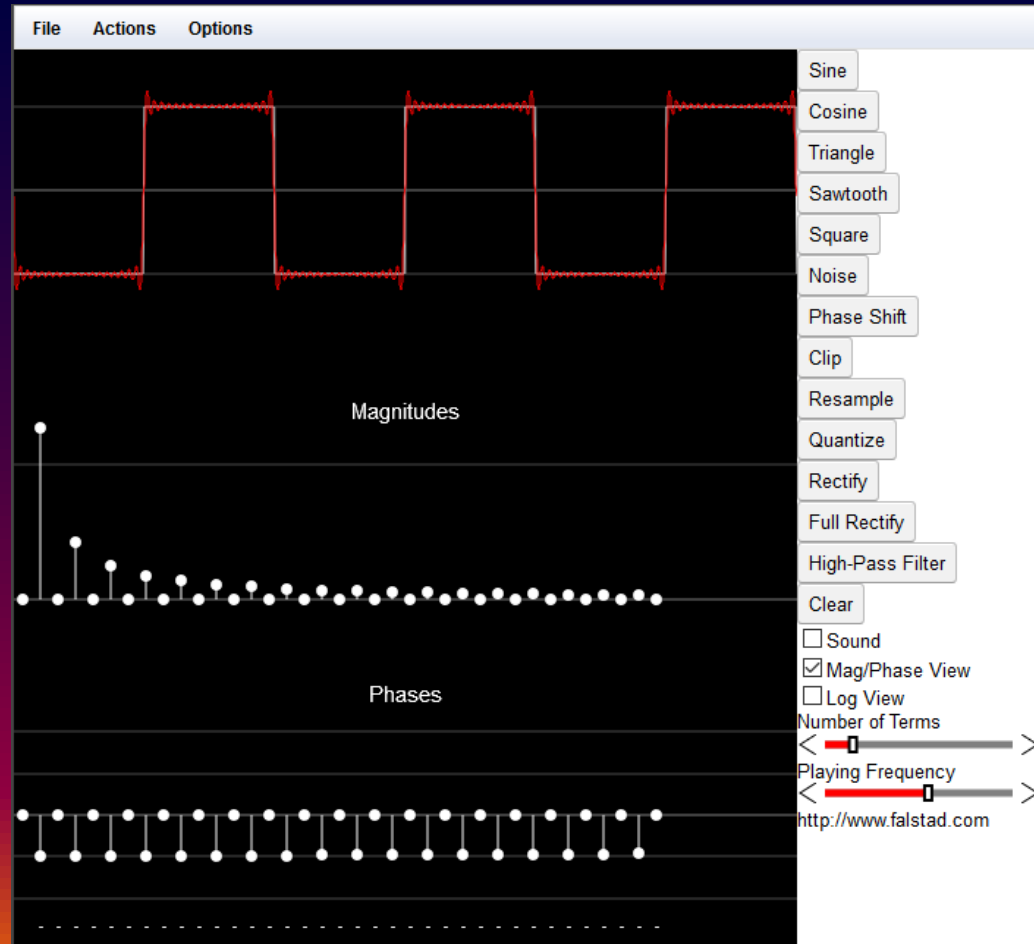 File Actions Options
Sine
Cosine
Triangle
Sawtooth
Square
Noise
Phase Shift
Clip
Magnitudes
Resample
Quantize
Rectify
Full Rectify
High-Pass Filter
Clear
Sound
Mag/Phase View
Phases
Log View
Number of Terms
Playing Frequency
http://www.falstad.com